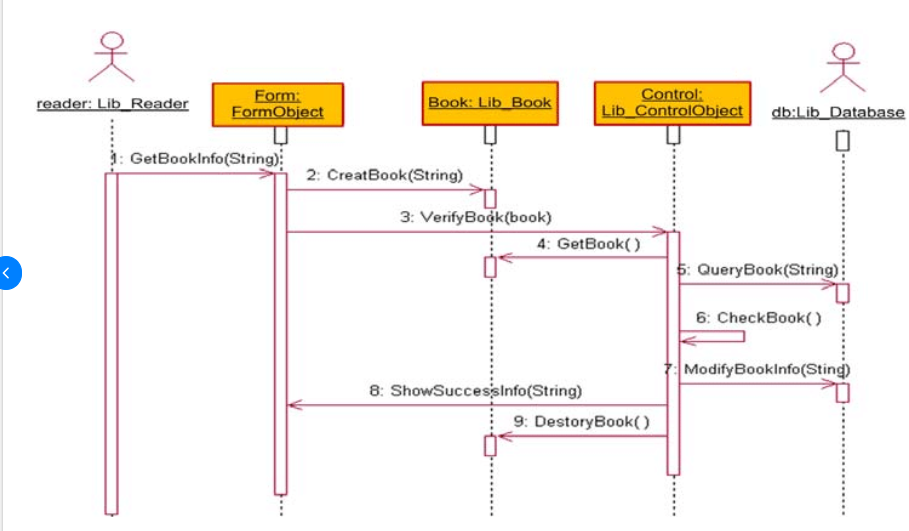 reader: Lib_Reader
Form:
FormObject
Book: Lib_Book
Control:
Lib_ControlObject
db:Lib_Database
1: GetBookInfo(String)
2: CreatBook(String)
3: VerifyBook(book)
4: GetBook( )
5: QueryBook(String)
6: CheckBook( )
7: ModifyBookInfo(Sting)
8: ShowSuccessInfo(String)
9: DestoryBook( )